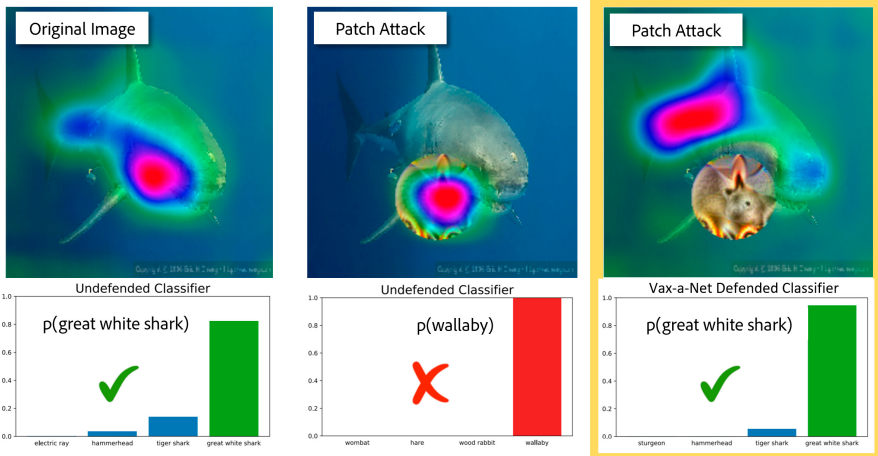 Original Image
Patch Attack
Patch Attack
Undefended Classifier
Undefended Classifier
Vax-a-Net Defended Classifier
1.0
0.8
0.6
0.4
0.2
0.0
p(great white shark)
electric ray hammerhead tiger shark great white shark
1.0
0.8
0.6
0.4
0.2
0.0
p(wallaby)
wombat hare wood rabbit wallaby
1.0
0.8
0.6
0.4
0.2
0.0
p(great white shark)
sturgeon hammerhead tiger shark great white shark